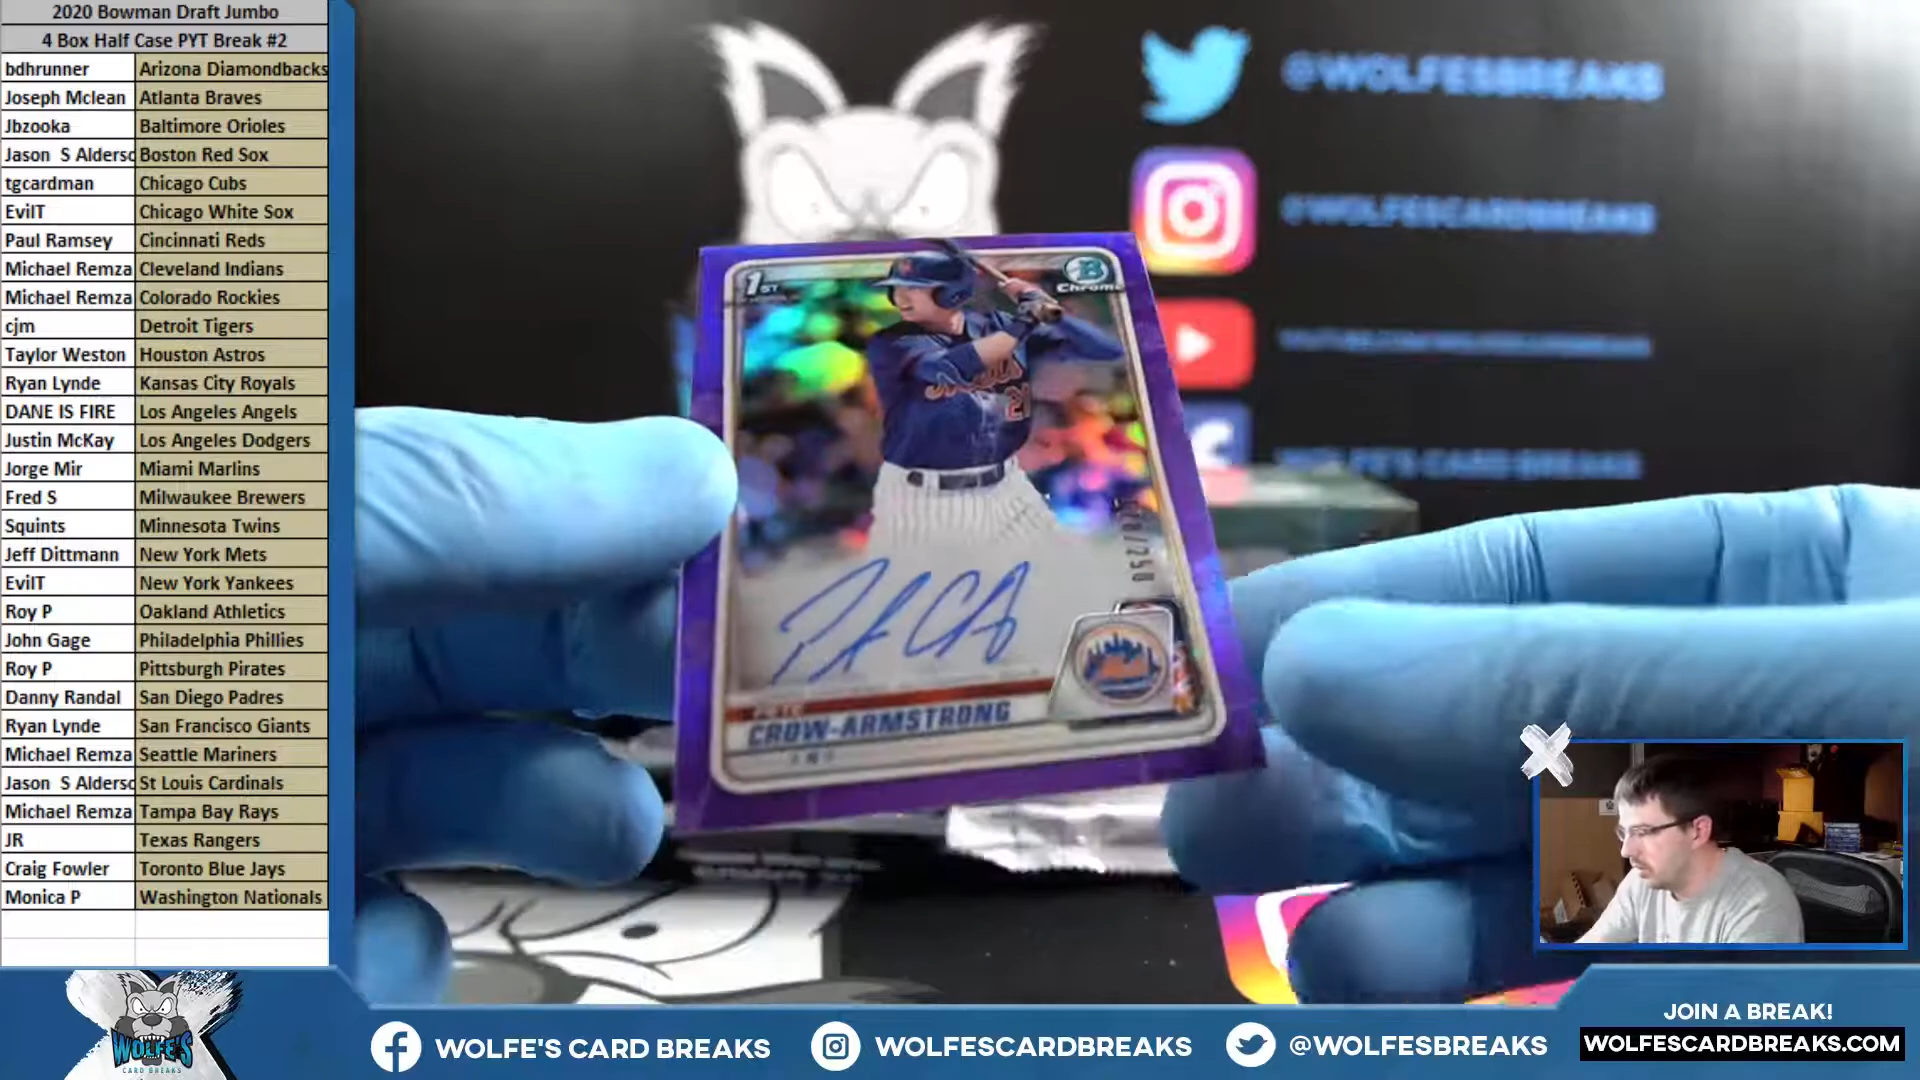 2020 Bowman Draft Jumbo
4 Box Half Case PYT Break #2
bdhrunner Arizona Diamondbacks
Joseph Mclean Atlanta Braves
Jbzooka Baltimore Orioles
Jason S Alderso Boston Red Sox
tgcardman Chicago Cubs
EvilT Chicago White Sox
Paul Ramsey Cincinnati Reds
Michael Remza Cleveland Indians
Michael Remza Colorado Rockies
cjm Detroit Tigers
Taylor Weston Houston Astros
Ryan Lynde Kansas City Royals
DANE IS FIRE Los Angeles Angels
Justin McKay Los Angeles Dodgers
Jorge Mir Miami Marlins
Fred S Milwaukee Brewers
Squints Minnesota Twins
Jeff Dittmann New York Mets
EvilT New York Yankees
Roy P Oakland Athletics
John Gage Philadelphia Phillies
Roy P Pittsburgh Pirates
Danny Randal San Diego Padres
Ryan Lynde San Francisco Giants
Michael Remza Seattle Mariners
Jason S Alderso St Louis Cardinals
Michael Remza Tampa Bay Rays
JR Texas Rangers
Craig Fowler Toronto Blue Jays
Monica P Washington Nationals
@WOLFESBREAKS
@WOLFESCARDBREAKS
WOLFE'S CARD BREAKS
1ST
B
Chrome
/250
PETE
CROW-ARMSTRONG
WOLFE'S
CARD BREAKS
WOLFE'S CARD BREAKS
WOLFESCARDBREAKS
@WOLFESBREAKS
JOIN A BREAK!
WOLFESCARDBREAKS.COM